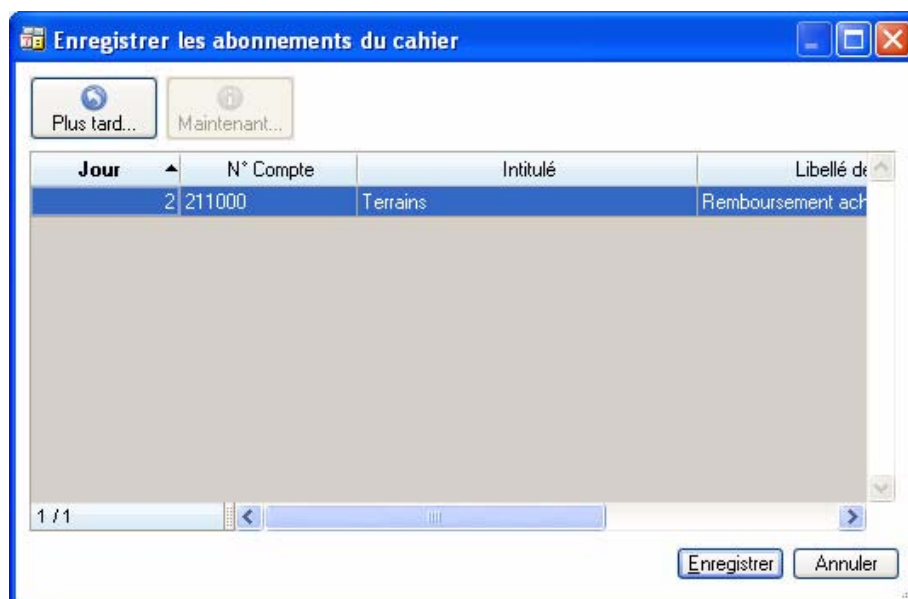 Enregistrer les abonnements du cahier
Plus tard... Maintenant...
Jour N° Compte Intitulé Libellé de
2 211000 Terrains Remboursement ach
1 / 1
Enregistrer Annuler